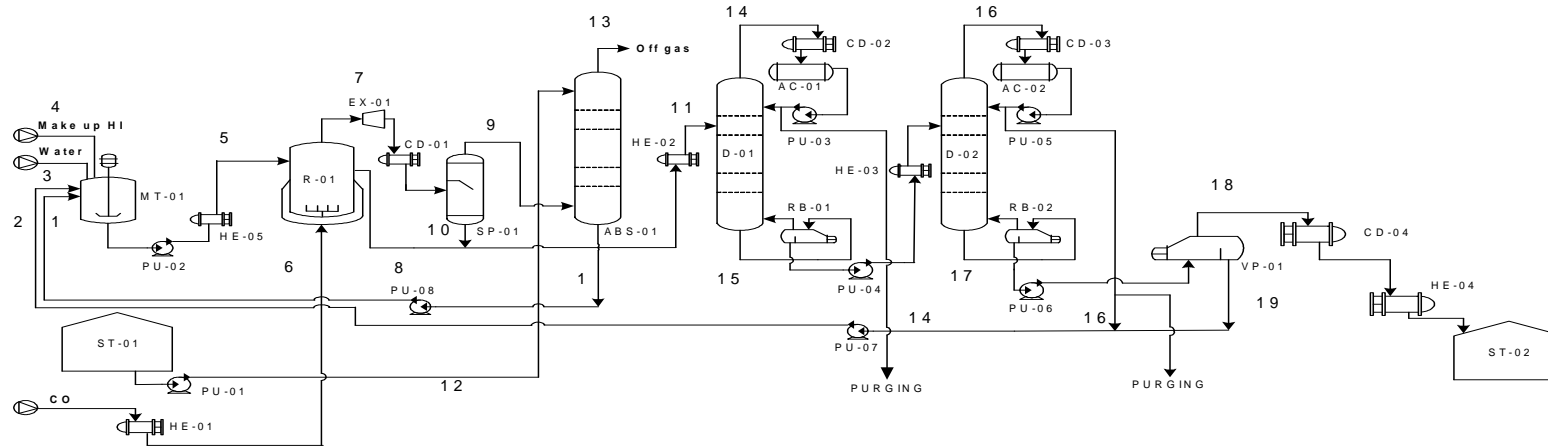 13
14
16
Off gas
CD-02
CD-03
7
AC-01
AC-02
EX-01
4
Make up HI
5
9
11
CD-01
HE-02
PU-03
PU-05
Water
D-01
D-02
3
R-01
HE-03
MT-01
18
2
1
RB-01
RB-02
10
SP-01
ABS-01
HE-05
CD-04
PU-02
6
8
1
15
17
VP-01
PU-08
PU-04
PU-06
19
HE-04
14
16
ST-01
PU-07
ST-02
PU-01
12
PURGING
PURGING
CO
HE-01